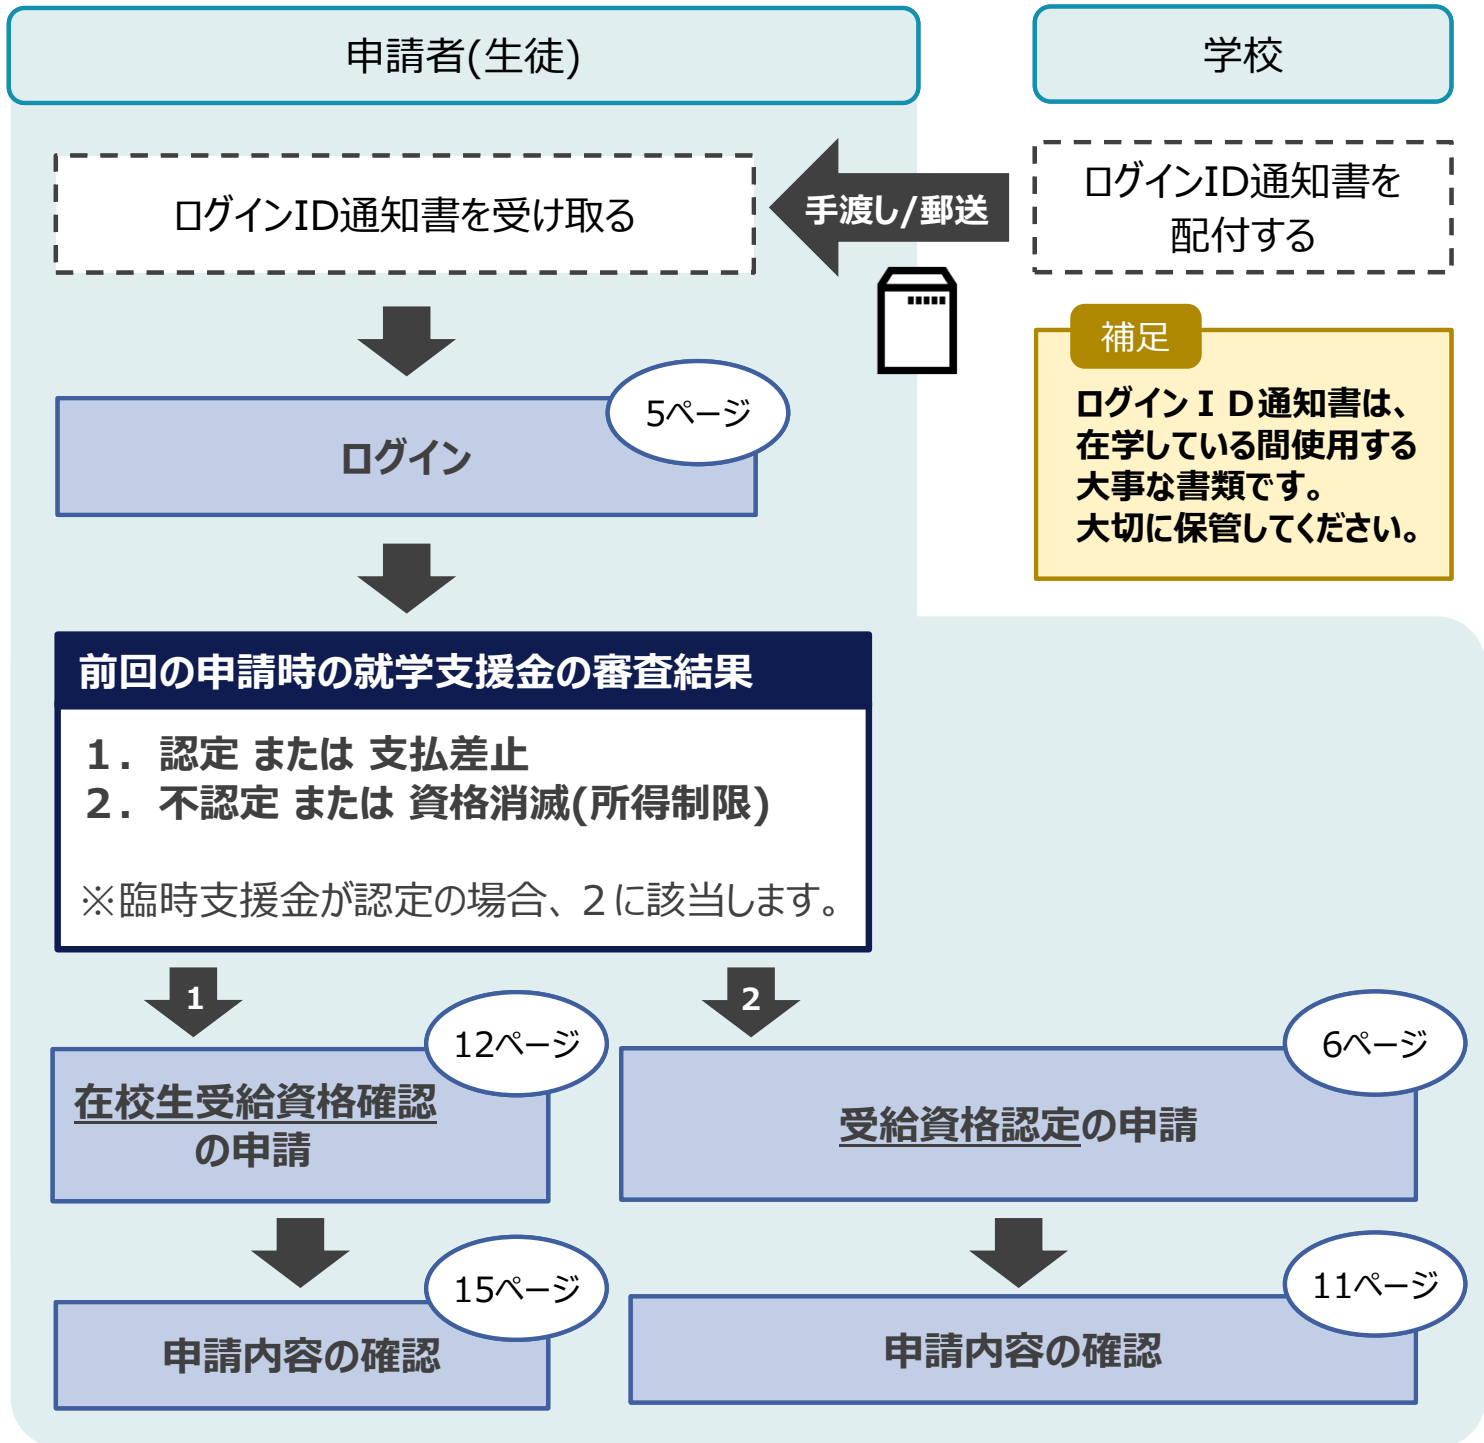 申請者(生徒)
学校
ログインID通知書を受け取る
手渡し/郵送
ログインID通知書を
配付する
補足
ログインＩＤ通知書は、
在学している間使用する
大事な書類です。
大切に保管してください。
5ページ
ログイン
前回の申請時の就学支援金の審査結果
１．認定 または 支払差止
２．不認定 または 資格消滅(所得制限)
※臨時支援金が認定の場合、２に該当します。
1
2
12ページ
在校生受給資格確認
の申請
6ページ
受給資格認定の申請
15ページ
申請内容の確認
11ページ
申請内容の確認